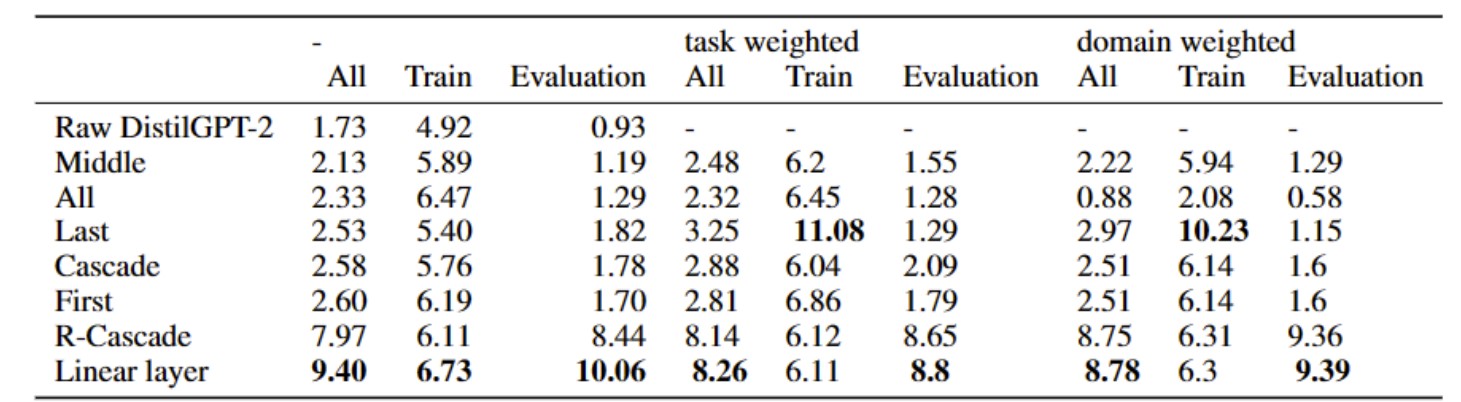 - task weighted domain weighted
All Train Evaluation All Train Evaluation All Train Evaluation
Raw DistilGPT-2 1.73 4.92 0.93 - - - - - -
Middle 2.13 5.89 1.19 2.48 6.2 1.55 2.22 5.94 1.29
All 2.33 6.47 1.29 2.32 6.45 1.28 0.88 2.08 0.58
Last 2.53 5.40 1.82 3.25 11.08 1.29 2.97 10.23 1.15
Cascade 2.58 5.76 1.78 2.88 6.04 2.09 2.51 6.14 1.6
First 2.60 6.19 1.70 2.81 6.86 1.79 2.51 6.14 1.6
R-Cascade 7.97 6.11 8.44 8.14 6.12 8.65 8.75 6.31 9.36
Linear layer 9.40 6.73 10.06 8.26 6.11 8.8 8.78 6.3 9.39